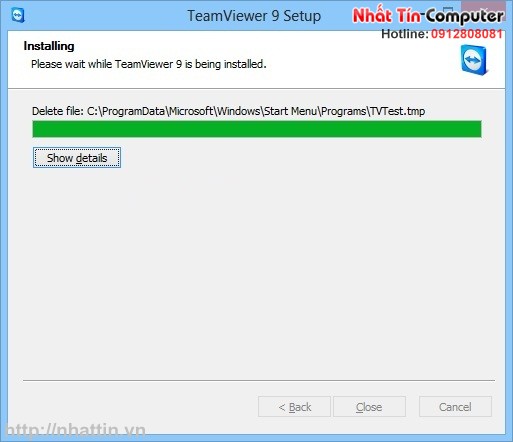 TeamViewer 9 Setup
Nhất Tín-Computer
Hotline: 0912808081
Installing
Please wait while TeamViewer 9 is being installed.
Delete file: C:\ProgramData\Microsoft\Windows\Start Menu\Programs\TVTest.tmp
Show details
< Back
Close
Cancel
http://nhattin.vn